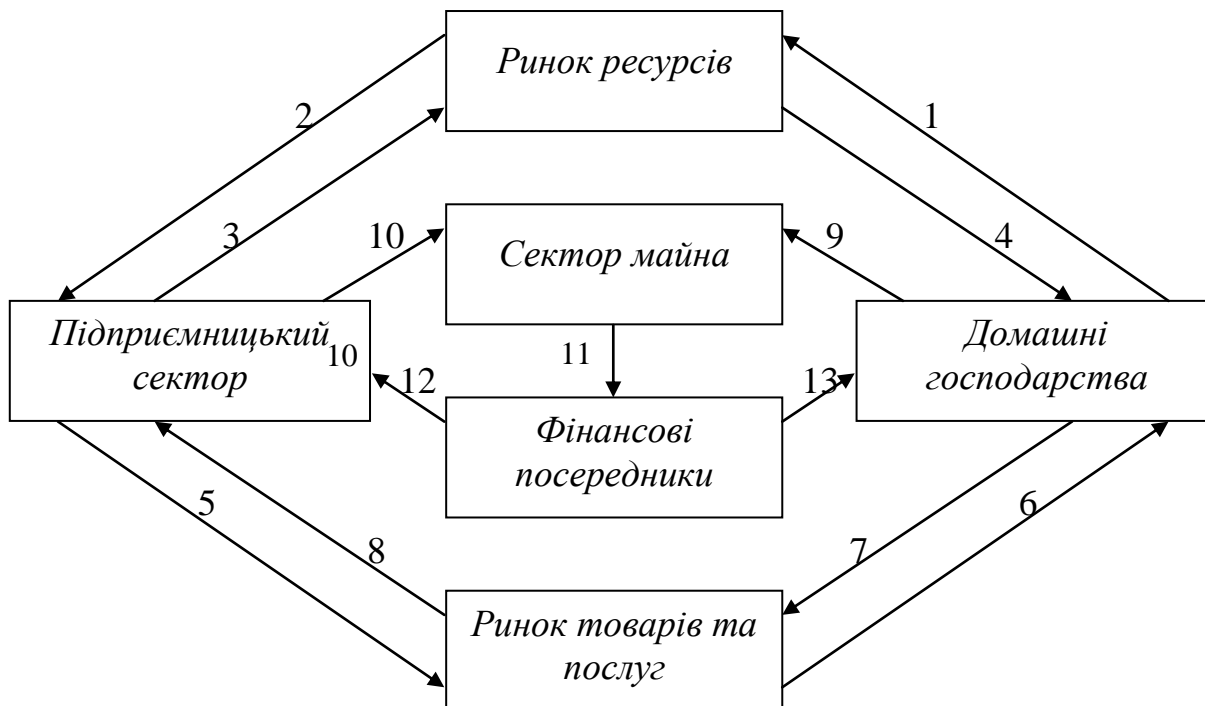 Ринок ресурсів
2
1
3
10
Сектор майна
9
4
Підприємницький
сектор
10
Домашні
господарства
11
12
13
Фінансові
посередники
5
8
7
6
Ринок товарів та
послуг